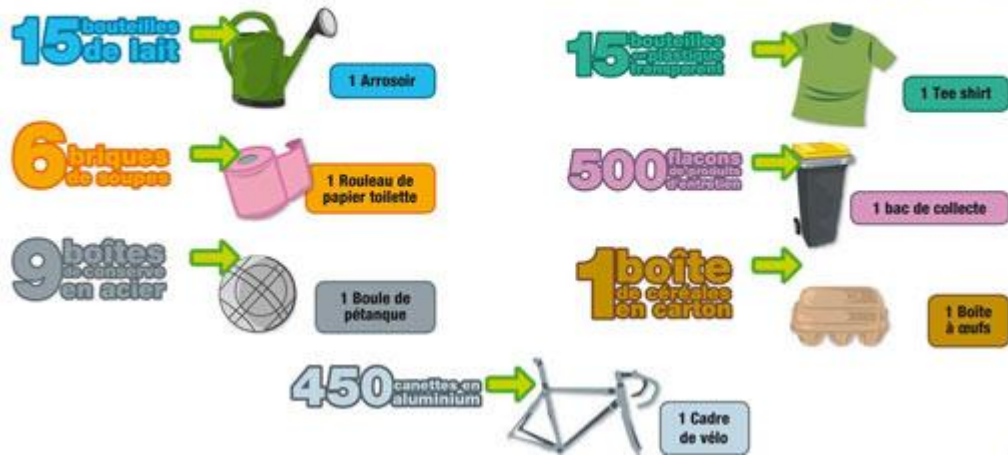 15 bouteilles
de lait
1 Arrosoir
15 bouteilles
en plastique
transparent
1 Tee shirt
6 briques
de soupes
1 Rouleau de
papier toilette
500 flacons
de produits
d'entretien
1 bac de collecte
9 boîtes
de conserve
en acier
1 Boule de
pétanque
1 boîte
de céréales
en carton
1 Boîte
à œufs
450 canettes en
aluminium
1 Cadre
de vélo